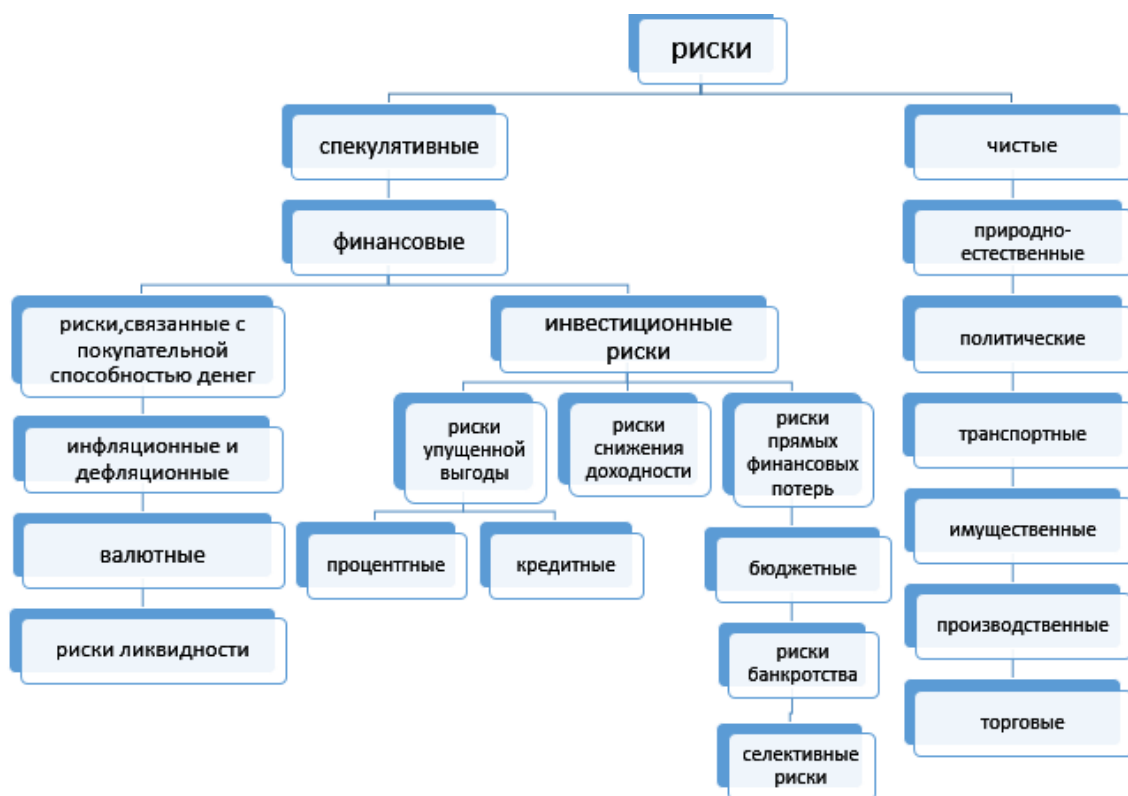 риски
спекулятивные
чистые
финансовые
природно-
естественные
риски,связанные с
покупательной
способностью денег
инвестиционные
риски
политические
риски
упущенной
выгоды
риски
снижения
доходности
риски
прямых
финансовых
потерь
транспортные
инфляционные и
дефляционные
имущественные
валютные
процентгные
кредитные
бюджетные
производственные
риски ликвидности
риски
банкротства
торговые
селективные
риски